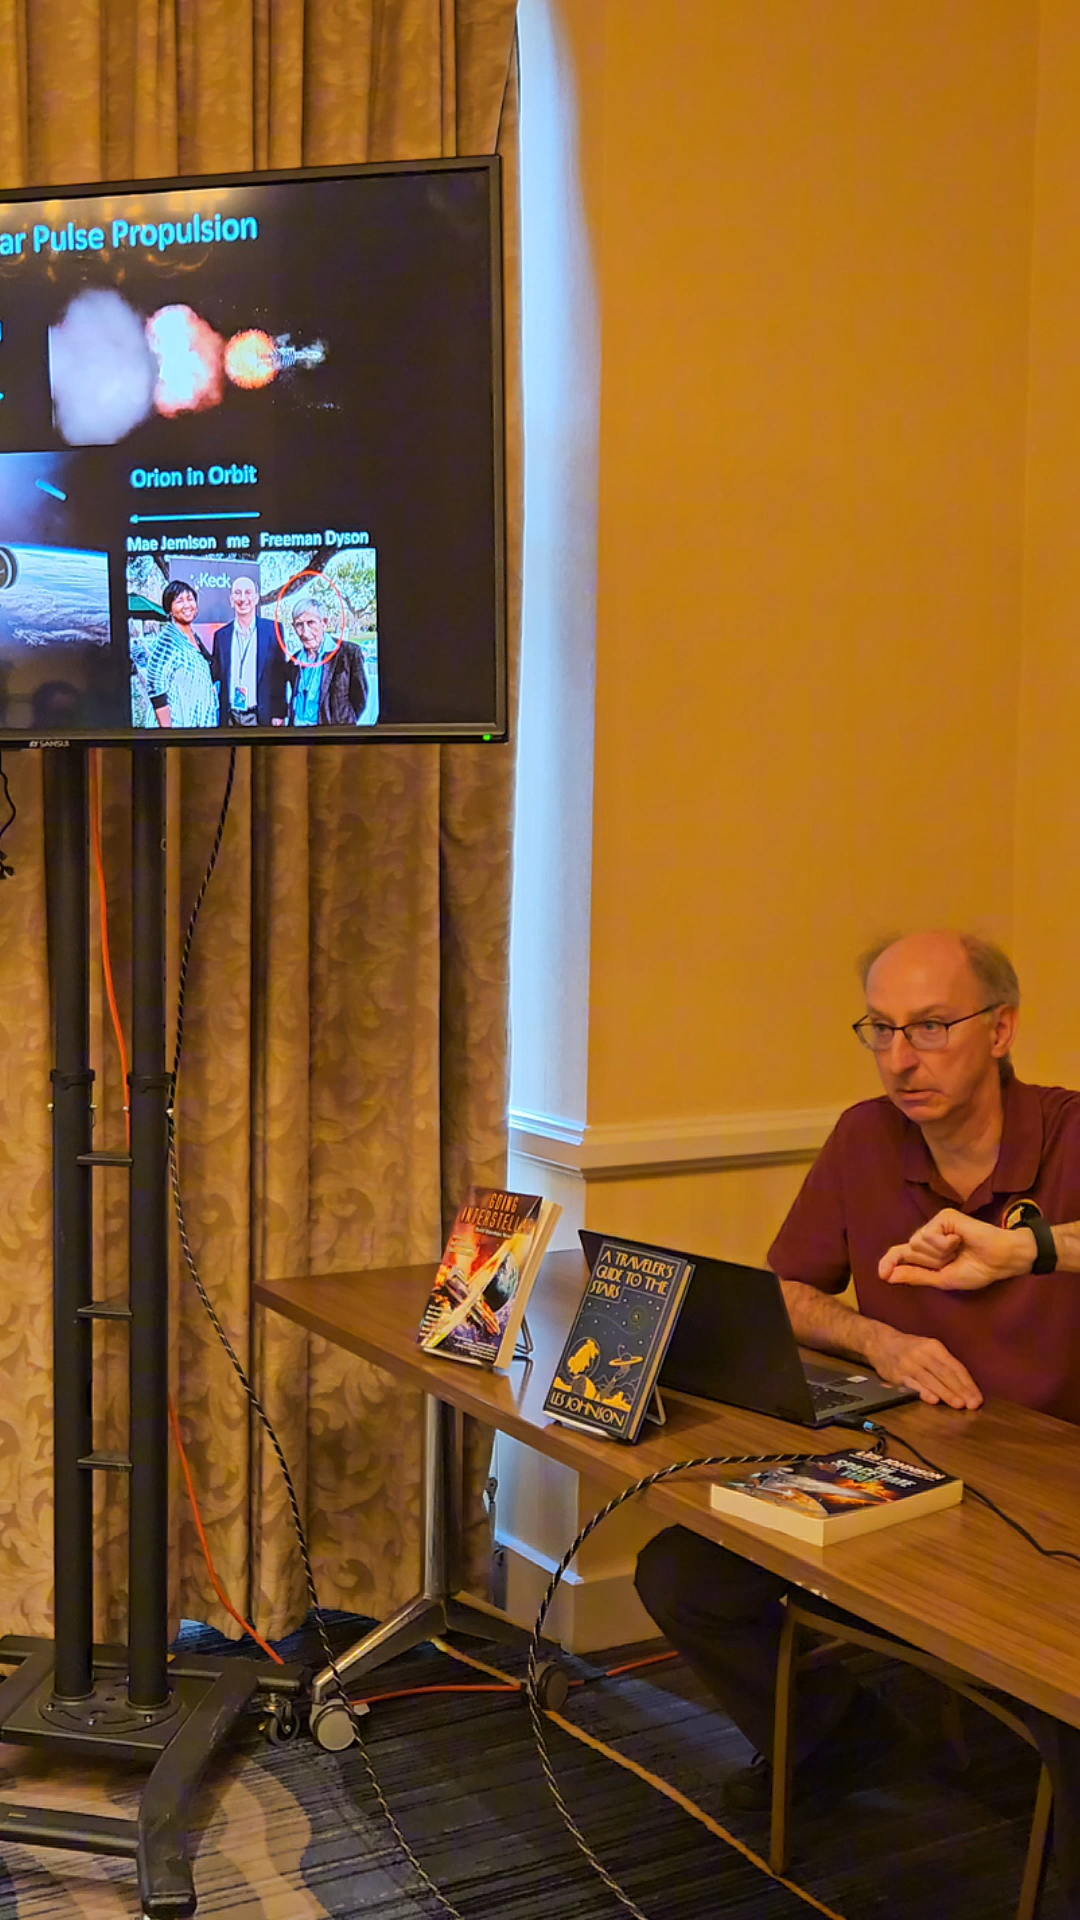 ar Pulse Propulsion
Orion in Orbit
Mae Jemison me Freeman Dyson
Keck
SANSUI
GOING
INTERSTELLAR
A TRAVELER'S
GUIDE TO THE
STARS
LES JOHNSON